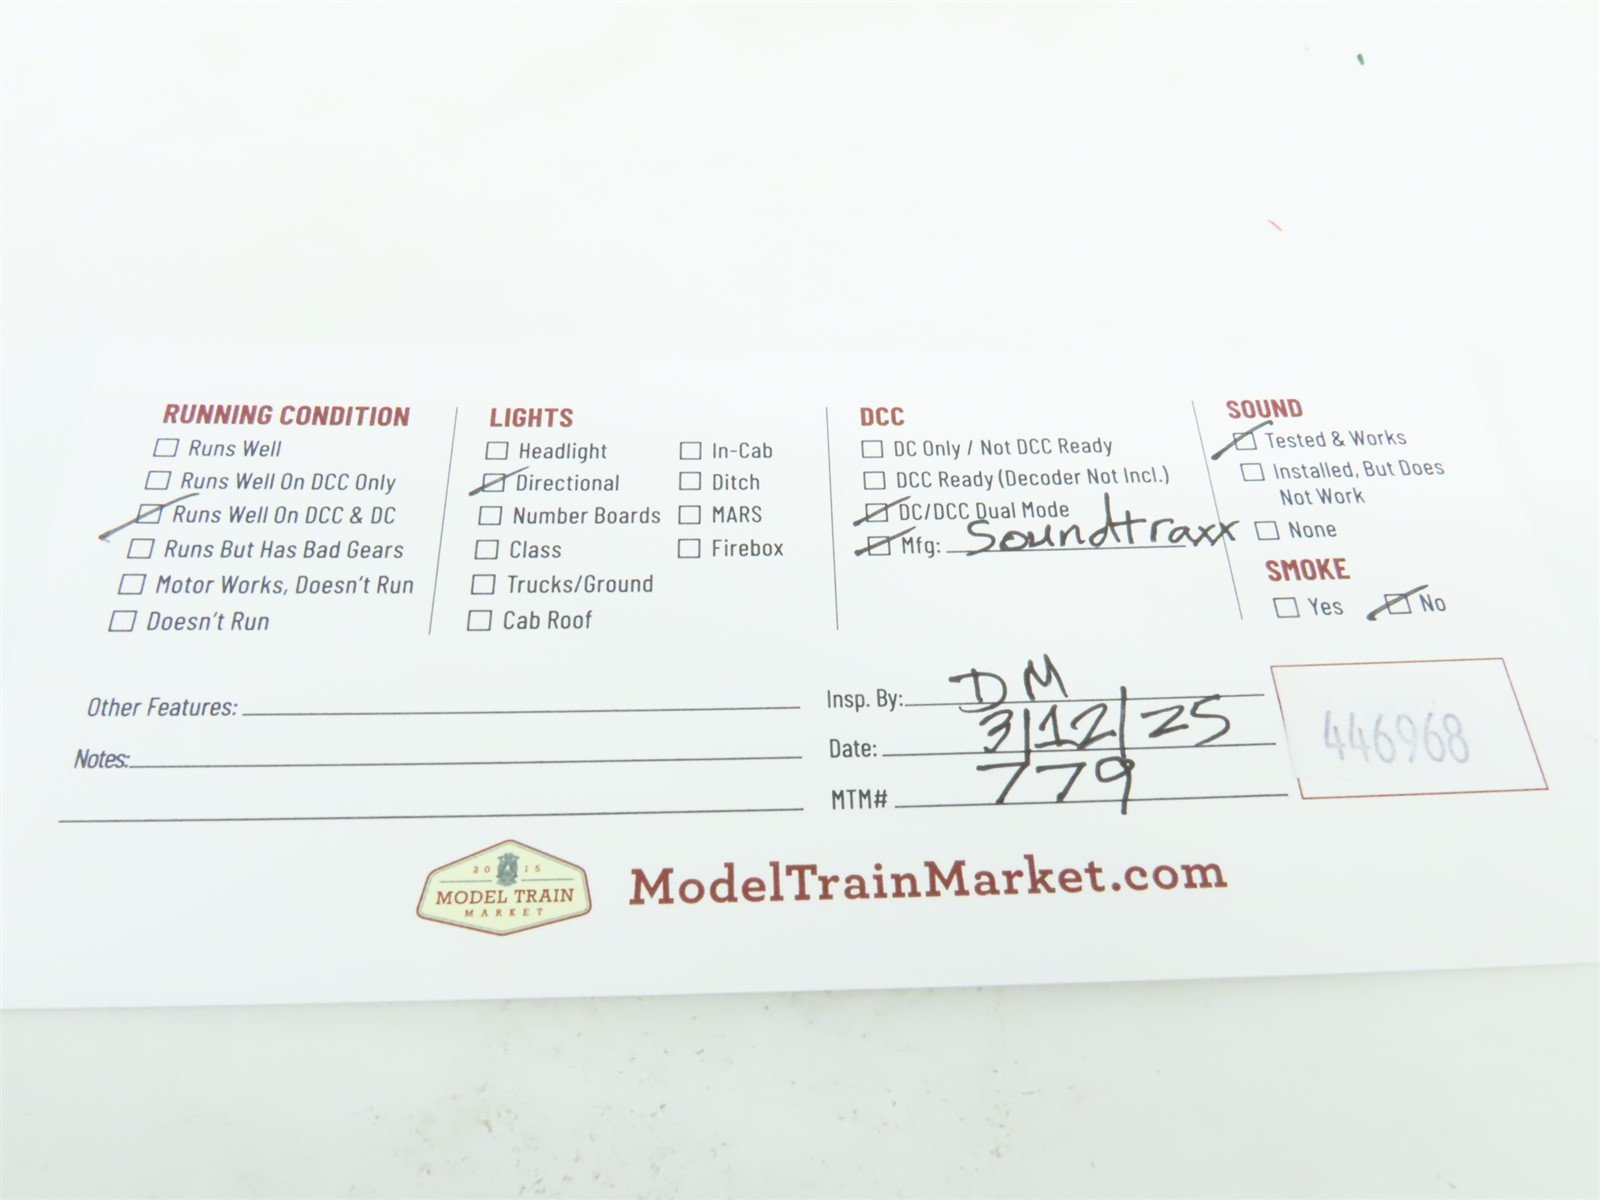 RUNNING CONDITION
Runs Well
Runs Well On DCC Only
Runs Well On DCC & DC
Runs But Has Bad Gears
Motor Works, Doesn't Run
Doesn't Run
LIGHTS
Headlight
Directional
Number Boards
Class
Trucks/Ground
Cab Roof
In-Cab
Ditch
MARS
Firebox
DCC
DC Only / Not DCC Ready
DCC Ready (Decoder Not Incl.)
DC/DCC Dual Mode
Mfg: Soundtraxx
SOUND
Tested & Works
Installed, But Does
Not Work
None
SMOKE
Yes No
Other Features:
Notes:
Insp. By: DM
Date: 3/12/25
MTM# 779
446968
2015
MODEL TRAIN
MARKET
ModelTrainMarket.com